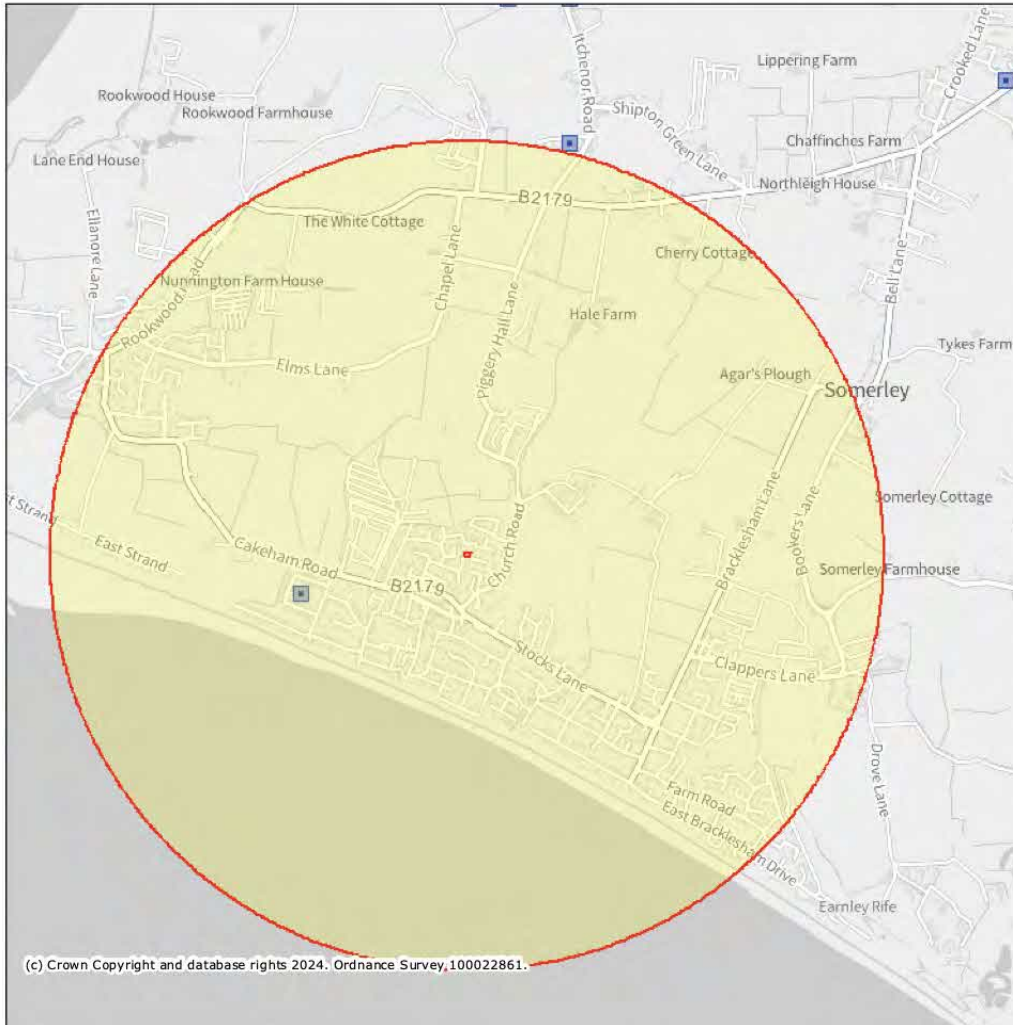 Itchenor Road
Crooked Lane
Lippering Farm
Rookwood House
Rookwood Farmhouse
Shipton Green Lane
Chaffinches Farm
Lane End House
Northleigh House
B2179
The White Cottage
Ellanore Lane
Chapel Lane
Cherry Cottage
Bell Lane
Rookwood Road
Nunnington Farm House
Piggery Hall Lane
Hale Farm
Tykes Farm
Elms Lane
Agar's Plough
Somerley
Somerley Cottage
Strand
East Strand
Cakeham Road
Church Road
Bracklesham Lane
Bookers Lane
Somerley Farmhouse
B2179
Stocks Lane
Clappers Lane
Drove Lane
Farm Road
East Bracklesham Drive
Earnley Rife
(c) Crown Copyright and database rights 2024. Ordnance Survey 100022861.